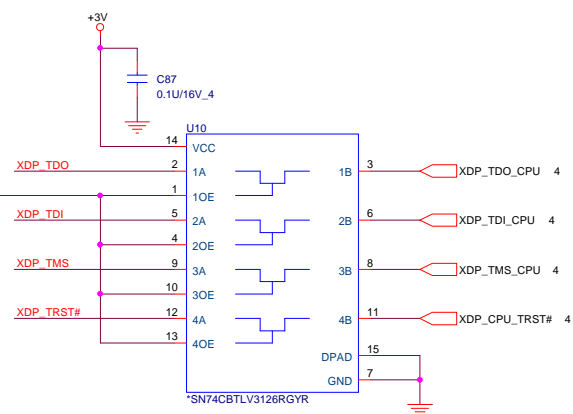 +3V
C87
0.1U/16V_4
U10
14 VCC
XDP_TDO 2 1A 1B 3 XDP_TDO_CPU 4
1 1OE
XDP_TDI 5 2A 2B 6 XDP_TDI_CPU 4
4 2OE
XDP_TMS 9 3A 3B 8 XDP_TMS_CPU 4
10 3OE
XDP_TRST# 12 4A 4B 11 XDP_CPU_TRST# 4
13 4OE
DPAD 15
GND 7
*SN74CBTLV3126RGYR